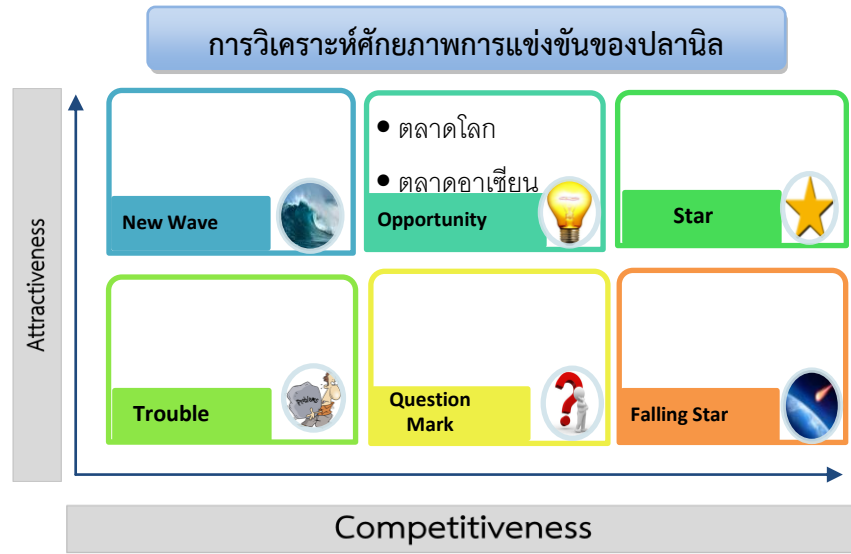 การวิเคราะห์ศักยภาพการแข่งขันของปลานิล
Attractiveness
New Wave
• ตลาดโลก
• ตลาดอาเซียน
Opportunity
Star
Trouble
Question
Mark
Falling Star
Competitiveness